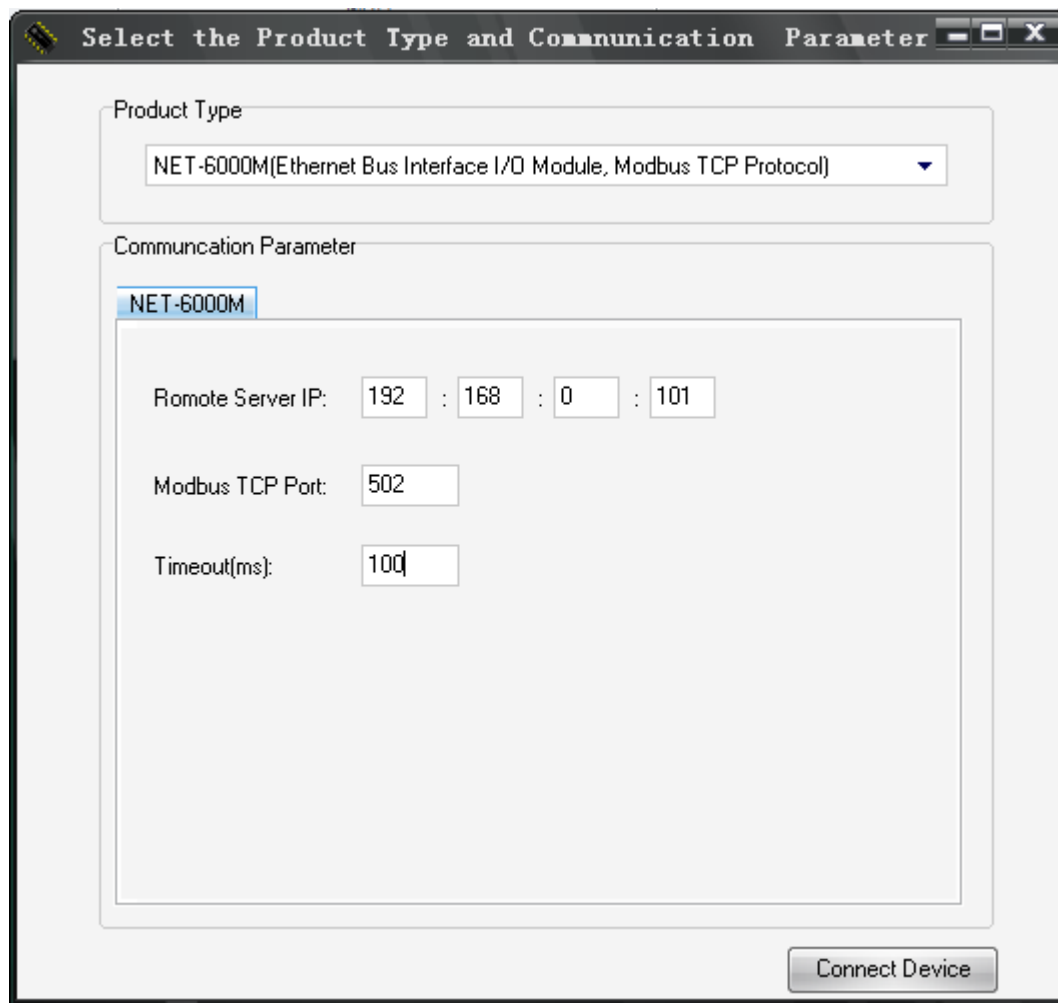 Select the Product Type and Commnunication Parameter
Product Type
NET-6000M(Ethernet Bus Interface I/O Module, Modbus TCP Protocol)
Communcation Parameter
NET-6000M
Romote Server IP: 192 : 168 : 0 : 101
Modbus TCP Port: 502
Timeout(ms): 100
Connect Device